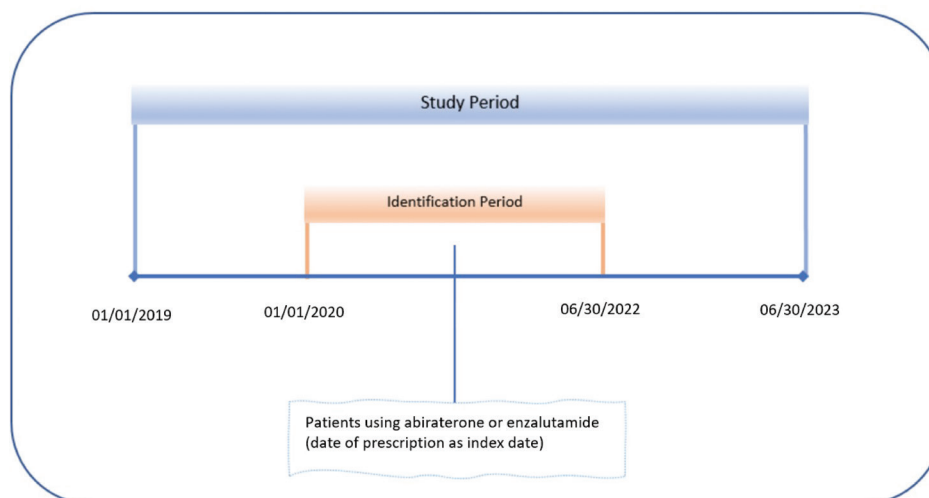 Study Period
Identification Period
01/01/2019
01/01/2020
06/30/2022
06/30/2023
Patients using abiraterone or enzalutamide
(date of prescription as index date)